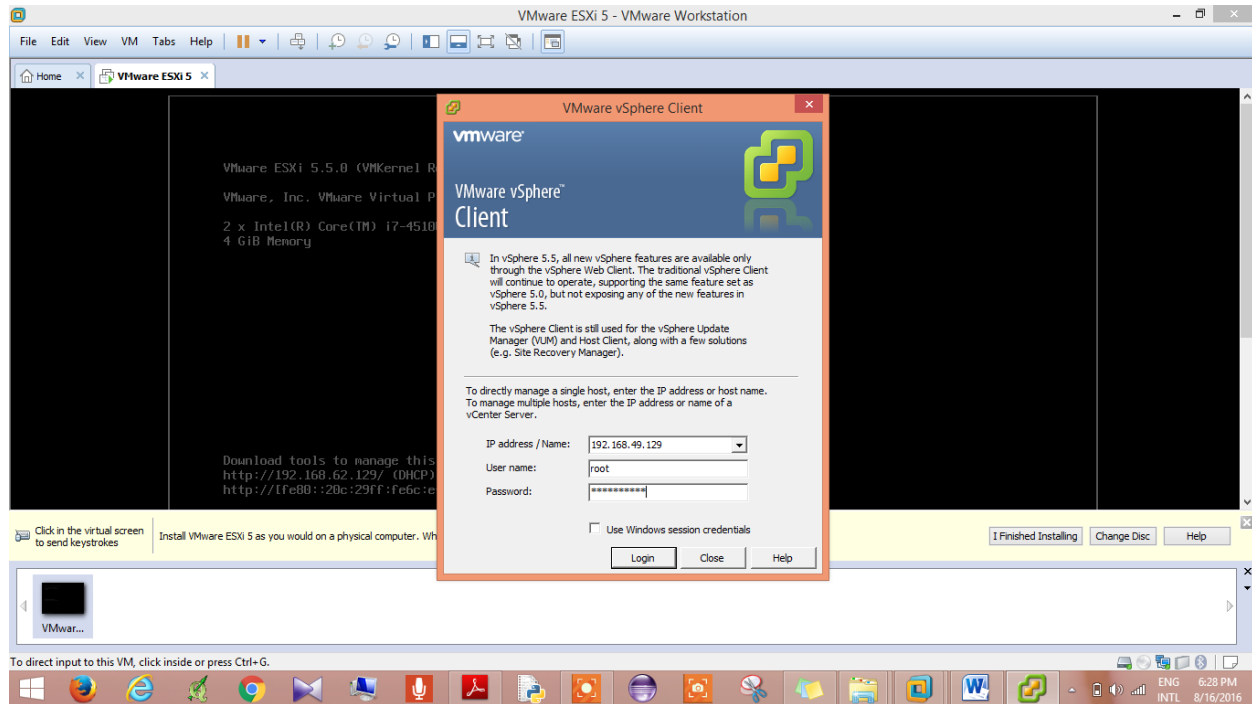 VMware ESXi 5 - VMware Workstation
File Edit View VM Tabs Help
Home
VMware ESXi 5
VMware ESXi 5.5.0 (VMKernel
VMware, Inc. VMware Virtual
2 x Intel(R) Core(TM)
4 GiB Memory
Download tools to manage this
http://192.168.62.129/ (DHCP)
VMware vSphere Client
vmware
VMware vSphere™
Client
In vSphere 5.5, all new vSphere features are available only
through the vSphere Web Client. The traditional vSphere Client
will continue to operate, supporting the same feature set as
vSphere 5.0, but not exposing any of the new features in
vSphere 5.5.
The vSphere Client is still used for the vSphere Update
Manager (VUM) and Host Client, along with a few solutions
(e.g. Site Recovery Manager).
To directly manage a single host, enter the IP address or host name.
To manage multiple hosts, enter the IP address or name of a
vCenter Server.
IP address / Name: 192.168.49.129
User name: root
Password: **********
Use Windows session credentials
Login Close Help
Click in the virtual screen
to send keystrokes
Install VMware ESXi 5 as you would on a physical computer. Wh
I Finished Installing Change Disc Help
VMwar...
To direct input to this VM, click inside or press Ctrl+G.
ENG 6:28 PM
INTL 8/16/2016